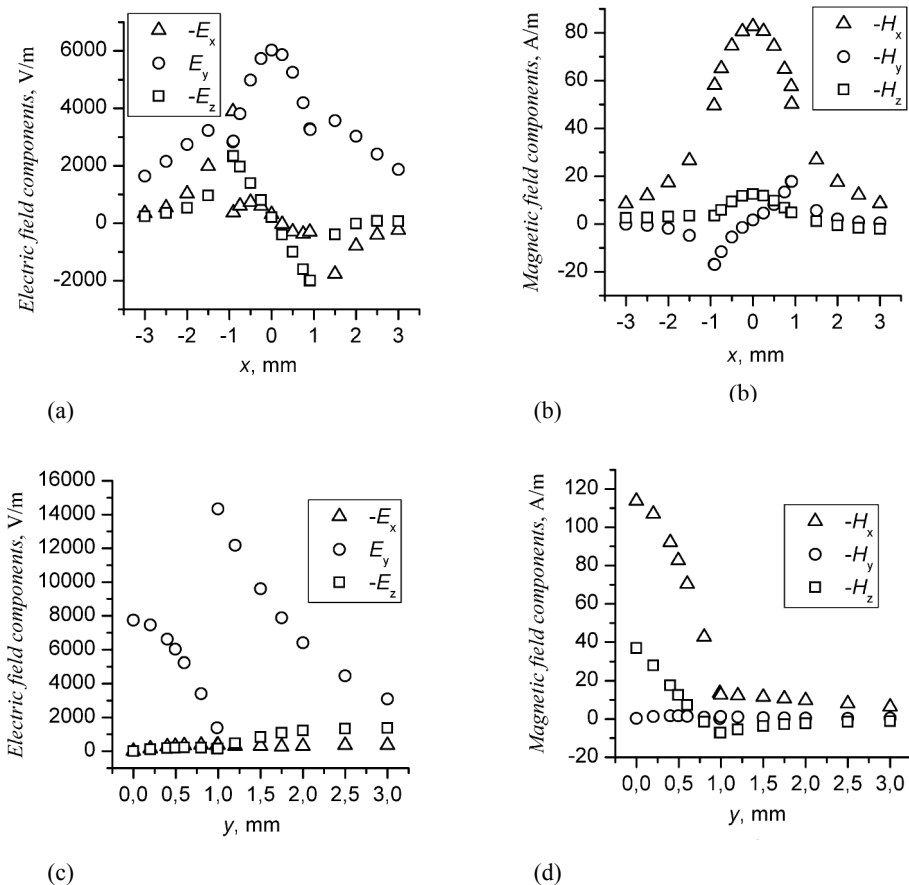 (a)
Electric field components, V/m
6000
4000
2000
0
-2000
-Ex
Ey
-Ez
-3 -2 -1 0 1 2 3
x, mm
(a)
(b)
Magnetic field components, A/m
80
60
40
20
0
-20
-Hx
-Hy
-Hz
-3 -2 -1 0 1 2 3
x, mm
(b)
(b)
Electric field components, V/m
16000
14000
12000
10000
8000
6000
4000
2000
0
-Ex
Ey
-Ez
0,0 0,5 1,0 1,5 2,0 2,5 3,0
y, mm
(c)
Magnetic field components, A/m
120
100
80
60
40
20
0
-20
-Hx
-Hy
-Hz
0,0 0,5 1,0 1,5 2,0 2,5 3,0
y, mm
(d)